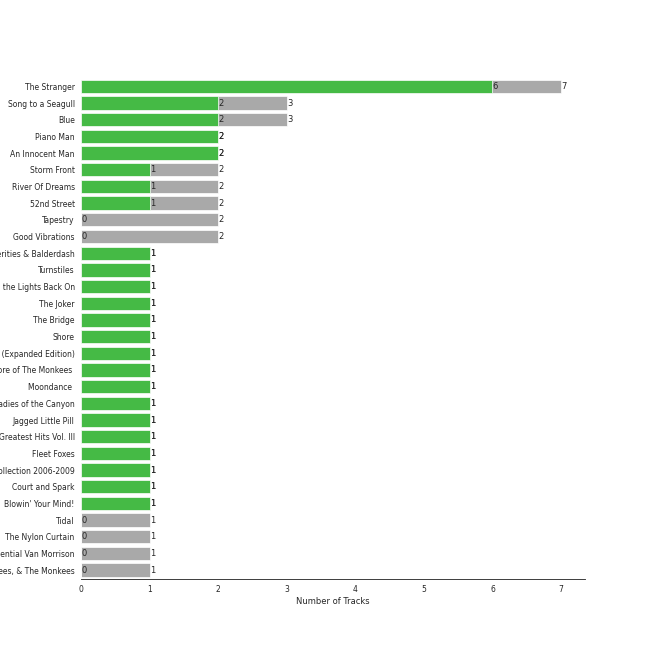 The Stranger 6 7
Song to a Seagull 2 3
Blue 2 3
Piano Man 2
An Innocent Man 2
Storm Front 1 2
River Of Dreams 1 2
52nd Street 1 2
Tapestry 0 2
Good Vibrations 0 2
erities & Balderdash 1
Turnstiles 1
the Lights Back On 1
The Joker 1
The Bridge 1
Shore 1
(Expanded Edition) 1
ore of The Monkees 1
Moondance 1
adies of the Canyon 1
Jagged Little Pill 1
Greatest Hits Vol. III 1
Fleet Foxes 1
ollection 2006-2009 1
Court and Spark 1
Blowin' Your Mind! 1
Tidal 0 1
The Nylon Curtain 0 1
ential Van Morrison 0 1
ees, & The Monkees 0 1
0 1 2 3 4 5 6 7
Number of Tracks